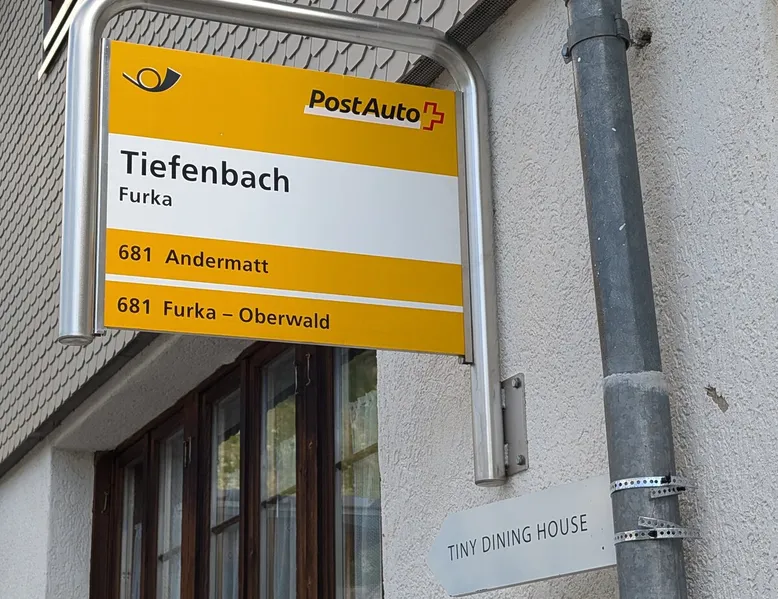 PostAuto
Tiefenbach
Furka
681 Andermatt
681 Furka – Oberwald
TINY DINING HOUSE